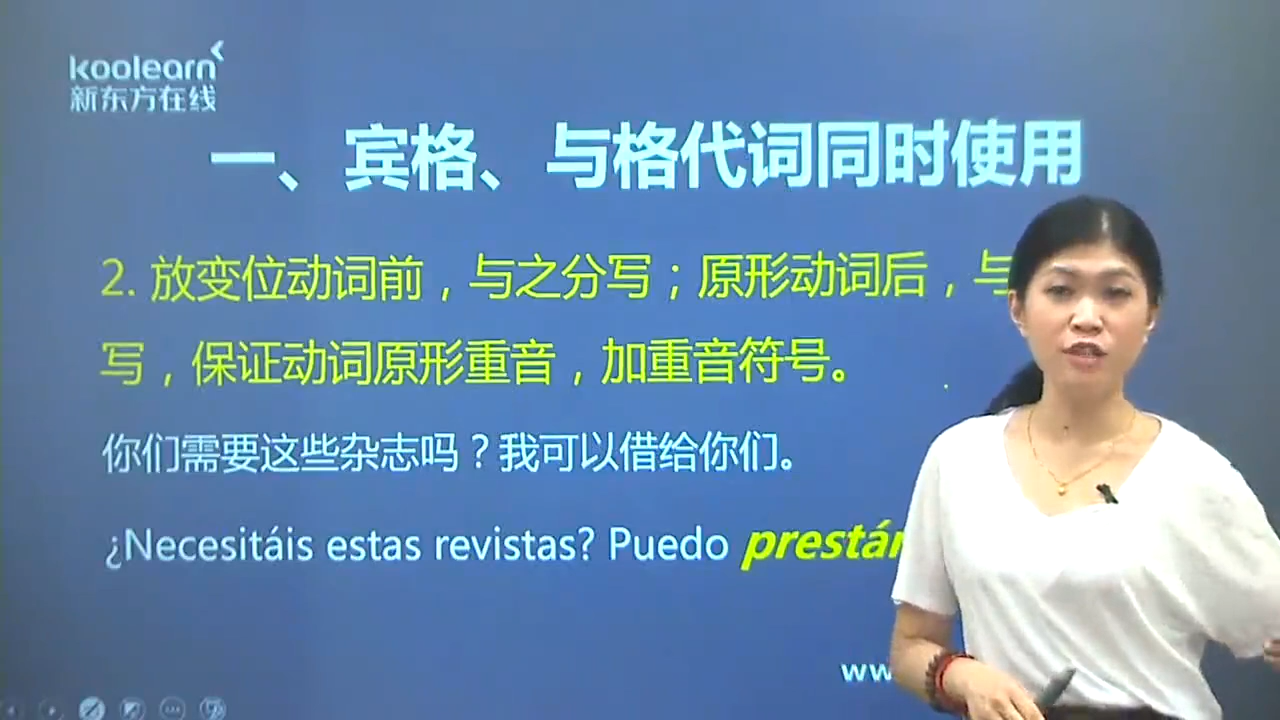 koolearn
新东方在线
一、宾格、与格代词同时使用
2. 放变位动词前，与之分写；原形动词后，与
写，保证动词原形重音，加重音符号。
你们需要这些杂志吗？我可以借给你们。
¿Necesitáis estas revistas? Puedo prestár
ww